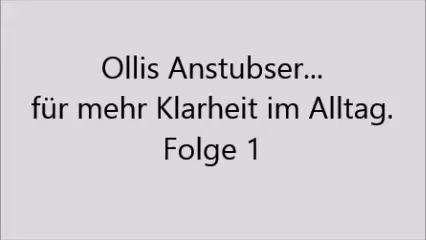 Ollis Anstubser...
für mehr Klarheit im Alltag.
Folge 1